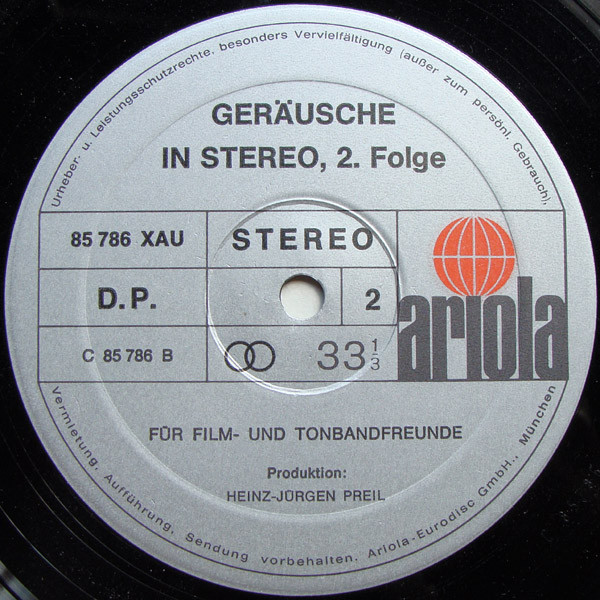 Urheber- u. Leistungsschutzrechte, besonders Vervielfältigung (außer zum persönl. Gebrauch),
GERÄUSCHE
IN STEREO, 2. Folge
85 786 XAU
STEREO
D.P.
2
ariola
C 85 786 B
33 1/3
FÜR FILM- UND TONBANDFREUNDE
Produktion:
HEINZ-JÜRGEN PREIL
Vermietung, Aufführung, Sendung vorbehalten. Ariola-Eurodisc GmbH., München